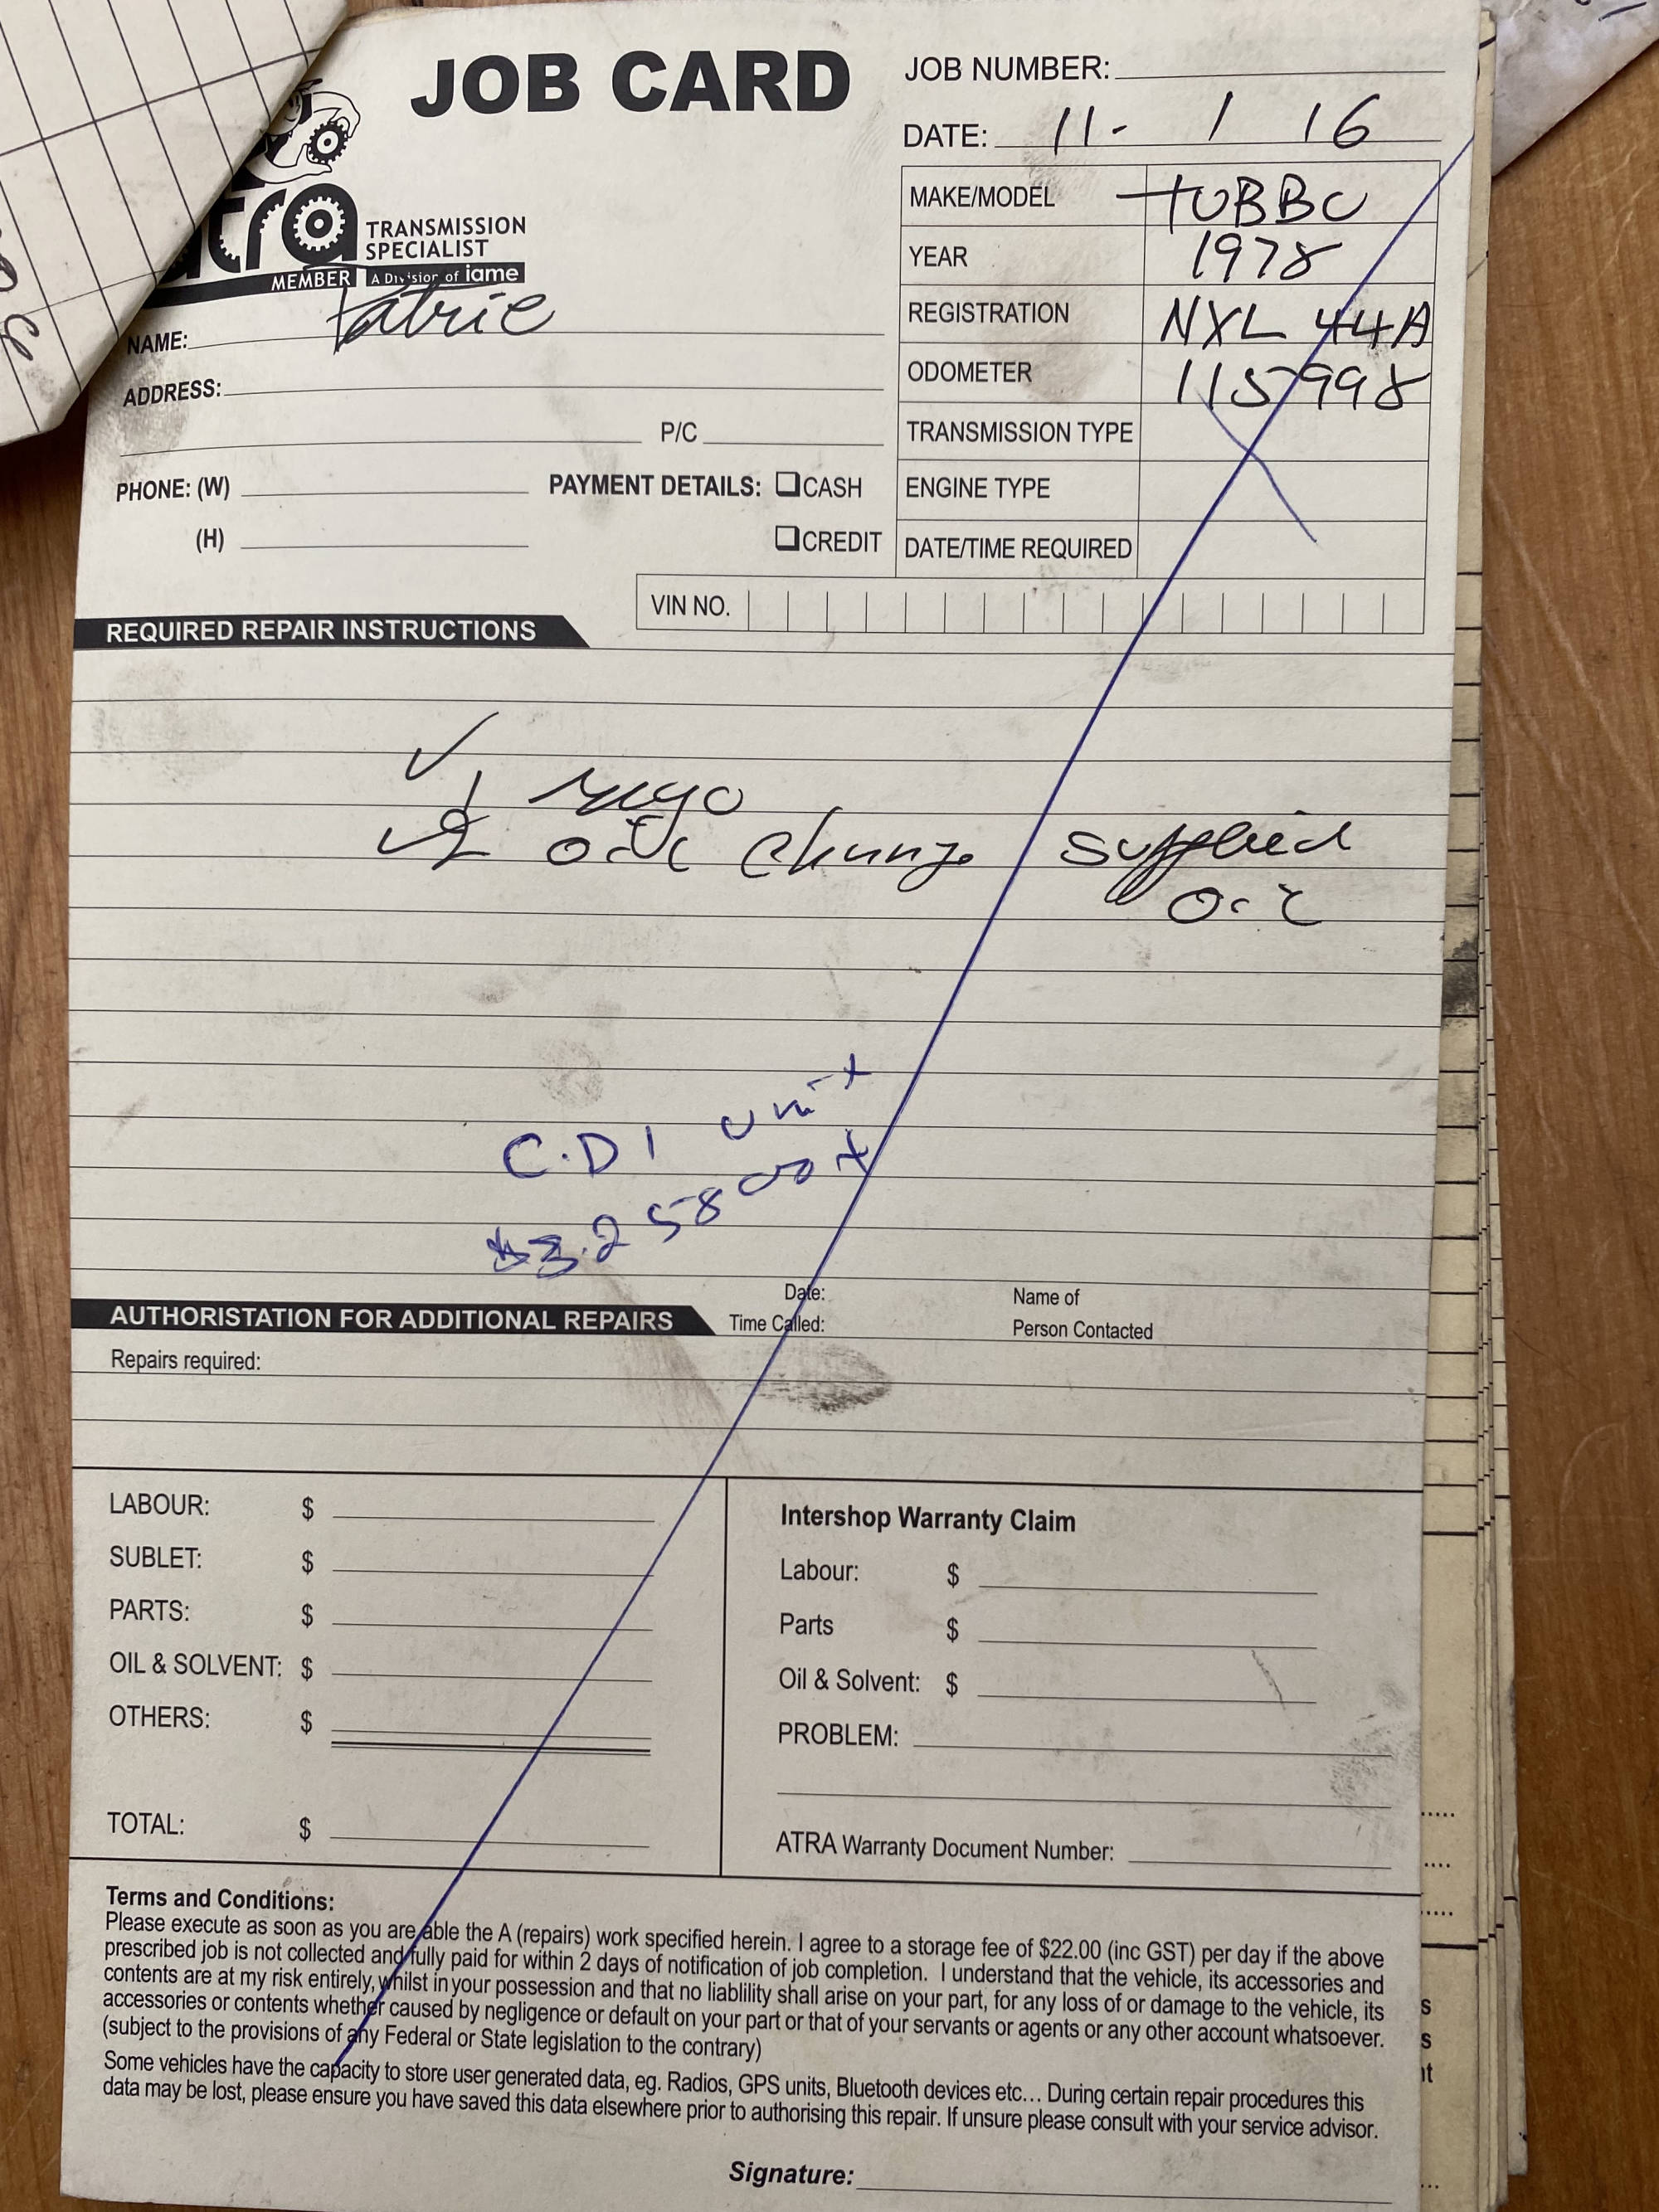 JOB CARD
JOB NUMBER:
DATE: 11- 1 16
TRANSMISSION
SPECIALIST
MEMBER A Division of iame
MAKE/MODEL
YEAR 1978
REGISTRATION NXL 44A
ODOMETER 115998
TRANSMISSION TYPE
ENGINE TYPE
DATE/TIME REQUIRED
NAME: Patric
ADDRESS:
P/C
PHONE: (W)
(H)
PAYMENT DETAILS: CASH
CREDIT
VIN NO.
REQUIRED REPAIR INSTRUCTIONS
1 rego
2 oil change supplied
oil
C.D I unit
AUTHORISTATION FOR ADDITIONAL REPAIRS
Date:
Time Called:
Name of
Person Contacted
Repairs required:
LABOUR: $
SUBLET: $
PARTS: $
OIL & SOLVENT: $
OTHERS: $
TOTAL: $
Intershop Warranty Claim
Labour: $
Parts $
Oil & Solvent: $
PROBLEM:
ATRA Warranty Document Number:
Terms and Conditions:
Please execute as soon as you are able the A (repairs) work specified herein. I agree to a storage fee of $22.00 (inc GST) per day if the above
prescribed job is not collected and fully paid for within 2 days of notification of job completion. I understand that the vehicle, its accessories and
contents are at my risk entirely, whilst in your possession and that no liablility shall arise on your part, for any loss of or damage to the vehicle, its
accessories or contents whether caused by negligence or default on your part or that of your servants or agents or any other account whatsoever.
(subject to the provisions of any Federal or State legislation to the contrary)
Some vehicles have the capacity to store user generated data, eg. Radios, GPS units, Bluetooth devices etc... During certain repair procedures this
data may be lost, please ensure you have saved this data elsewhere prior to authorising this repair. If unsure please consult with your service advisor.
Signature: